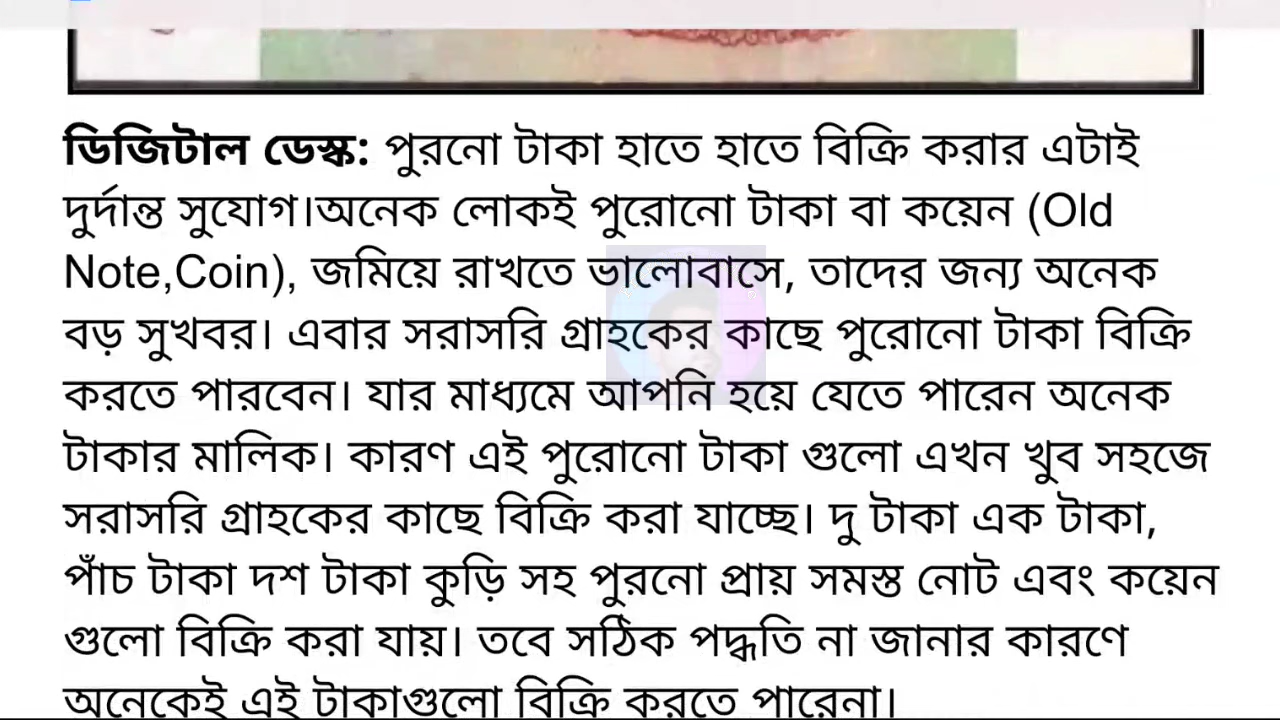 ডিজিটাল ডেস্ক: পুরনো টাকা হাতে হাতে বিক্রি করার এটাই
দুর্দান্ত সুযোগ।অনেক লোকই পুরোনো টাকা বা কয়েন (Old
Note,Coin), জমিয়ে রাখতে ভালোবাসে, তাদের জন্য অনেক
বড় সুখবর। এবার সরাসরি গ্রাহকের কাছে পুরোনো টাকা বিক্রি
করতে পারবেন। যার মাধ্যমে আপনি হয়ে যেতে পারেন অনেক
টাকার মালিক। কারণ এই পুরোনো টাকা গুলো এখন খুব সহজে
সরাসরি গ্রাহকের কাছে বিক্রি করা যাচ্ছে। দু টাকা এক টাকা,
পাঁচ টাকা দশ টাকা কুড়ি সহ পুরনো প্রায় সমস্ত নোট এবং কয়েন
গুলো বিক্রি করা যায়। তবে সঠিক পদ্ধতি না জানার কারণে
অনেকেই এই টাকাগুলো বিক্রি করতে পারেনা।